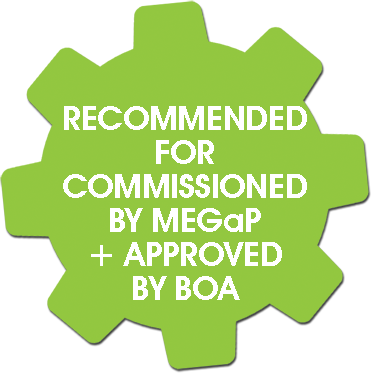 RECOMMENDED
FOR
COMMISSIONED
BY MEGaP
+ APPROVED
BY BOA